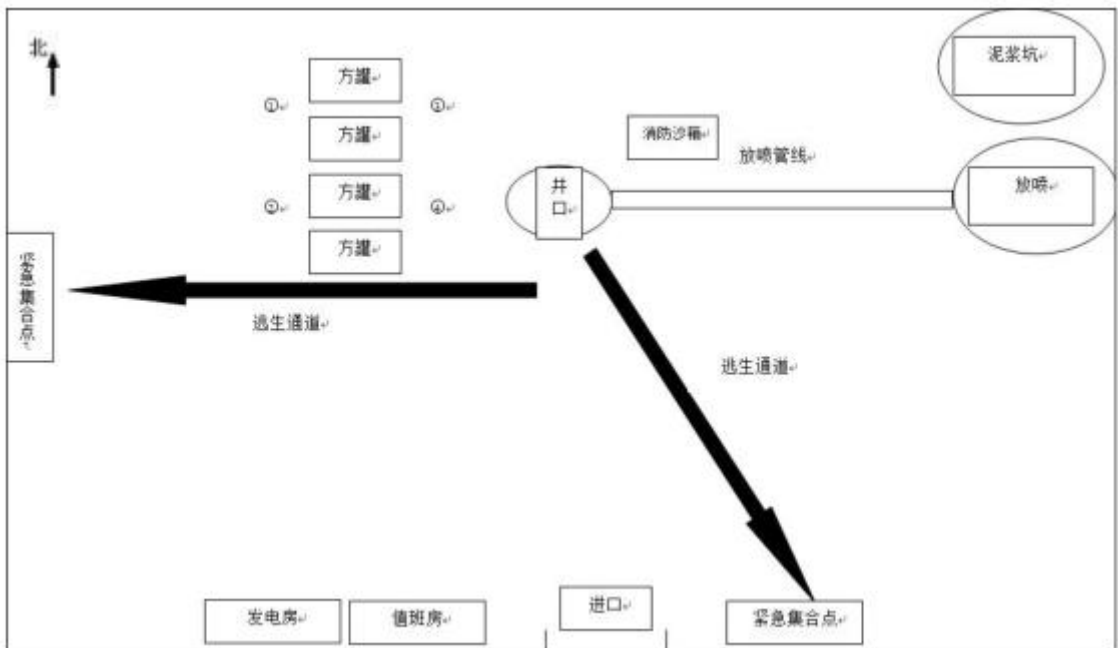 北
方罐
泥浆坑
①
方罐
消防沙箱
放喷管线
方罐
井
口
放喷
方罐
紧急集合点
逃生通道
逃生通道
发电房
值班房
进口
紧急集合点